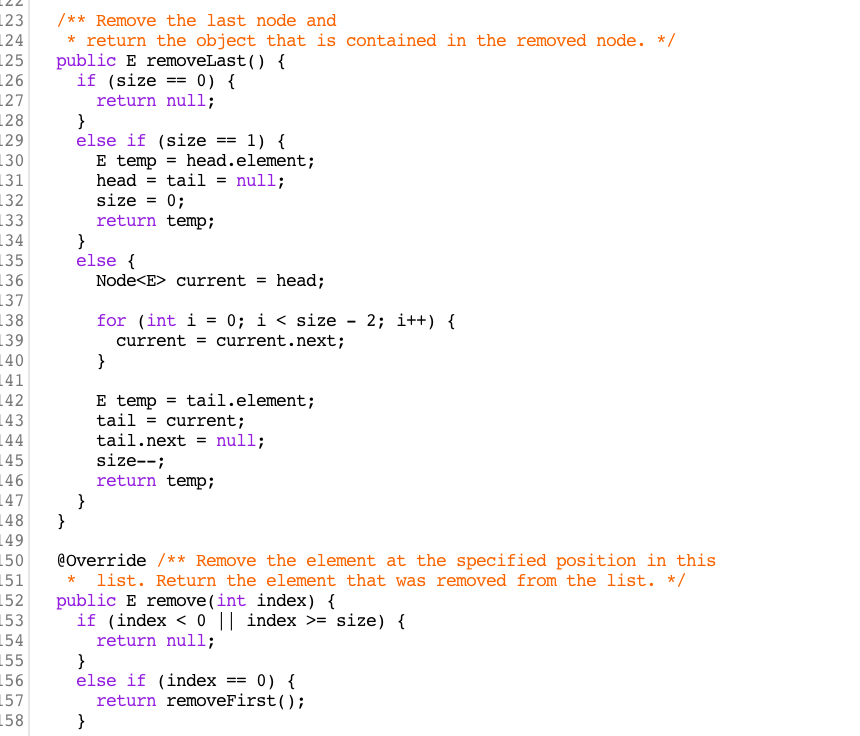 122
123   /** Remove the last node and
124    * return the object that is contained in the removed node. */
125   public E removeLast() {
126     if (size == 0) {
127       return null;
128     }
129     else if (size == 1) {
130       E temp = head.element;
131       head = tail = null;
132       size = 0;
133       return temp;
134     }
135     else {
136       Node<E> current = head;
137
138       for (int i = 0; i < size - 2; i++) {
139         current = current.next;
140       }
141
142       E temp = tail.element;
143       tail = current;
144       tail.next = null;
145       size--;
146       return temp;
147     }
148   }
149
150   @Override /** Remove the element at the specified position in this
151    *  list. Return the element that was removed from the list. */
152   public E remove(int index) {
153     if (index < 0 || index >= size) {
154       return null;
155     }
156     else if (index == 0) {
157       return removeFirst();
158     }